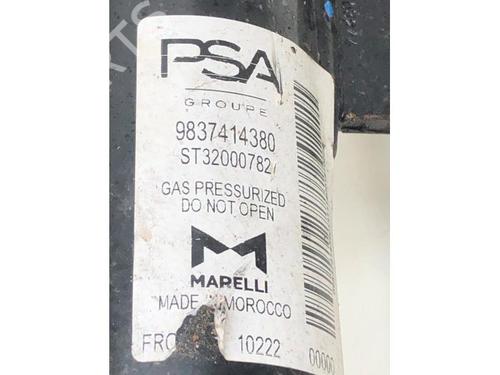 PSA
GROUPE
9837414380
ST32000782
GAS PRESSURIZED
DO NOT OPEN
MARELLI
MADE MOROCCO
10222